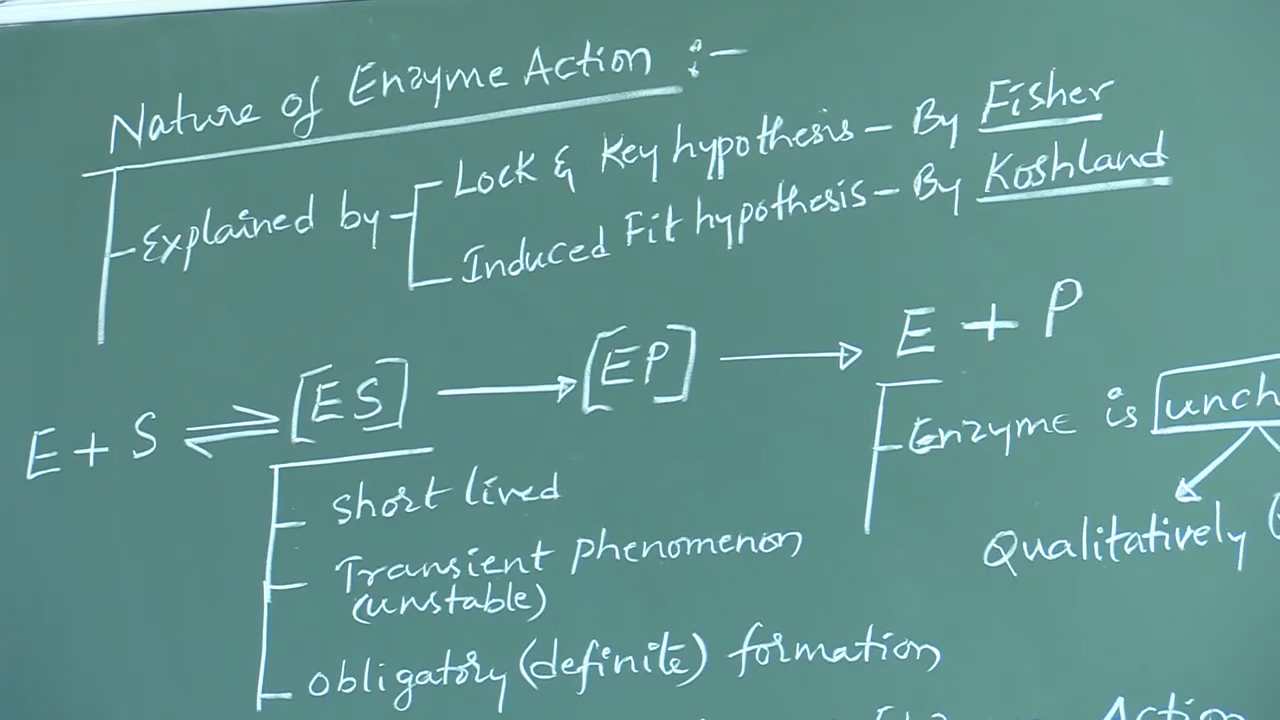 Nature of Enzyme Action :-
Explained by
Lock & Key hypothesis - By Fisher
Induced Fit hypothesis - By Koshland
E + S ⇌ [ES] → [EP] → E + P
Short lived
Transient phenomenon
(unstable)
obligatory (definite) formation
Enzyme is unch
Qualitatively (
Action